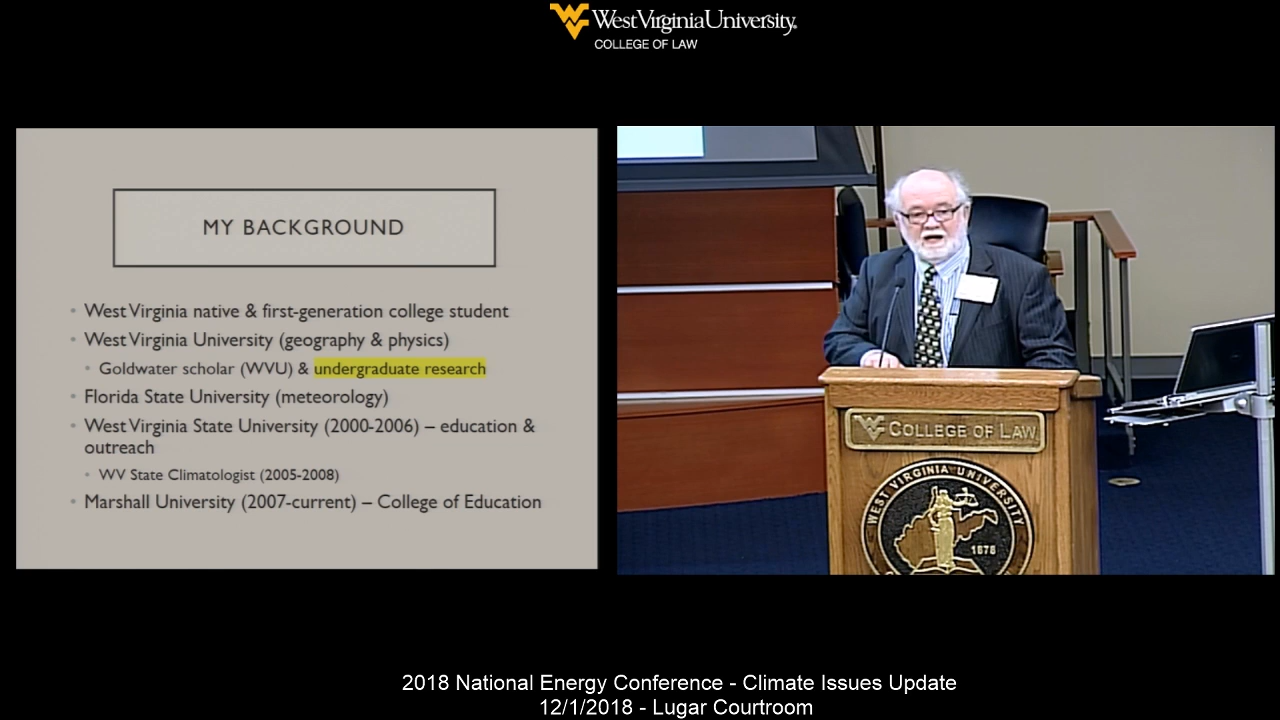 West Virginia University.
COLLEGE OF LAW
MY BACKGROUND
• West Virginia native & first-generation college student
• West Virginia University (geography & physics)
• Goldwater scholar (WVU) & undergraduate research
• Florida State University (meteorology)
• West Virginia State University (2000-2006) – education &
outreach
• WV State Climatologist (2005-2008)
• Marshall University (2007-current) – College of Education
COLLEGE OF LAW
WEST VIRGINIA UNIVERSITY
1878
2018 National Energy Conference - Climate Issues Update
12/1/2018 - Lugar Courtroom